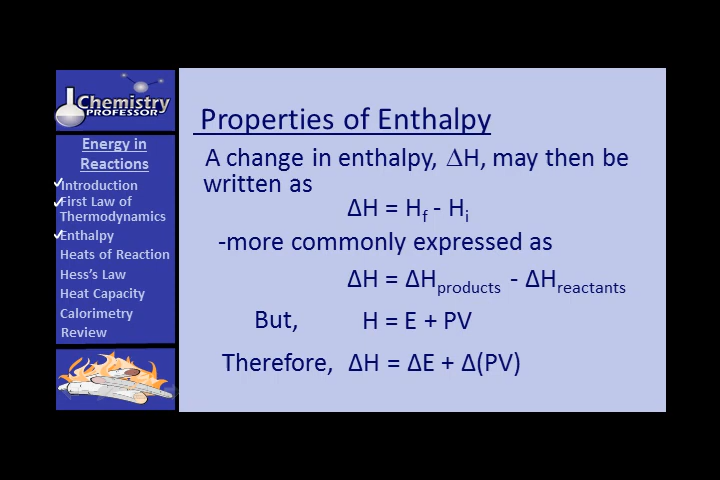 Chemistry
PROFESSOR
Energy in
Reactions
Introduction
First Law of
Thermodynamics
Enthalpy
Heats of Reaction
Hess's Law
Heat Capacity
Calorimetry
Review
Properties of Enthalpy
A change in enthalpy, ΔH, may then be
written as
ΔH = H_f - H_i
-more commonly expressed as
ΔH = ΔH_products - ΔH_reactants
But, H = E + PV
Therefore, ΔH = ΔE + Δ(PV)